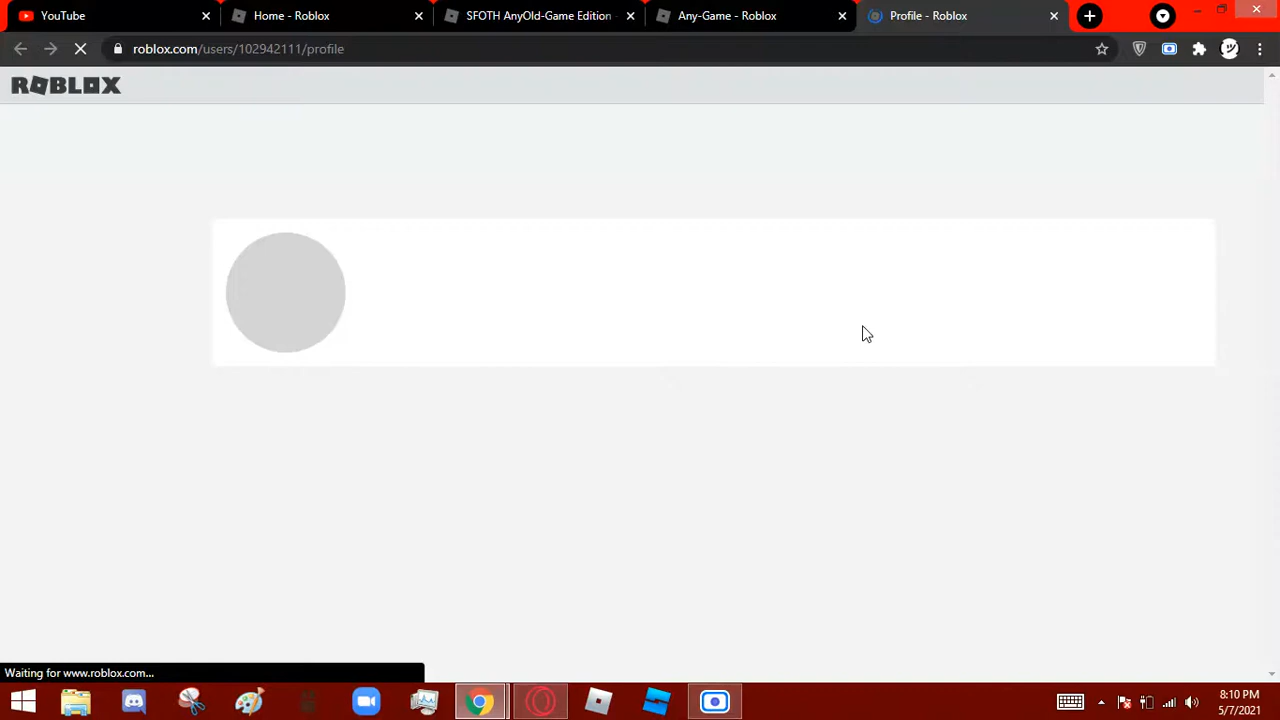 YouTube
Home - Roblox
SFOTH AnyOld-Game Edition -
Any-Game - Roblox
Profile - Roblox
roblox.com/users/102942111/profile
ROBLOX
Waiting for www.roblox.com...
8:10 PM
5/7/2021